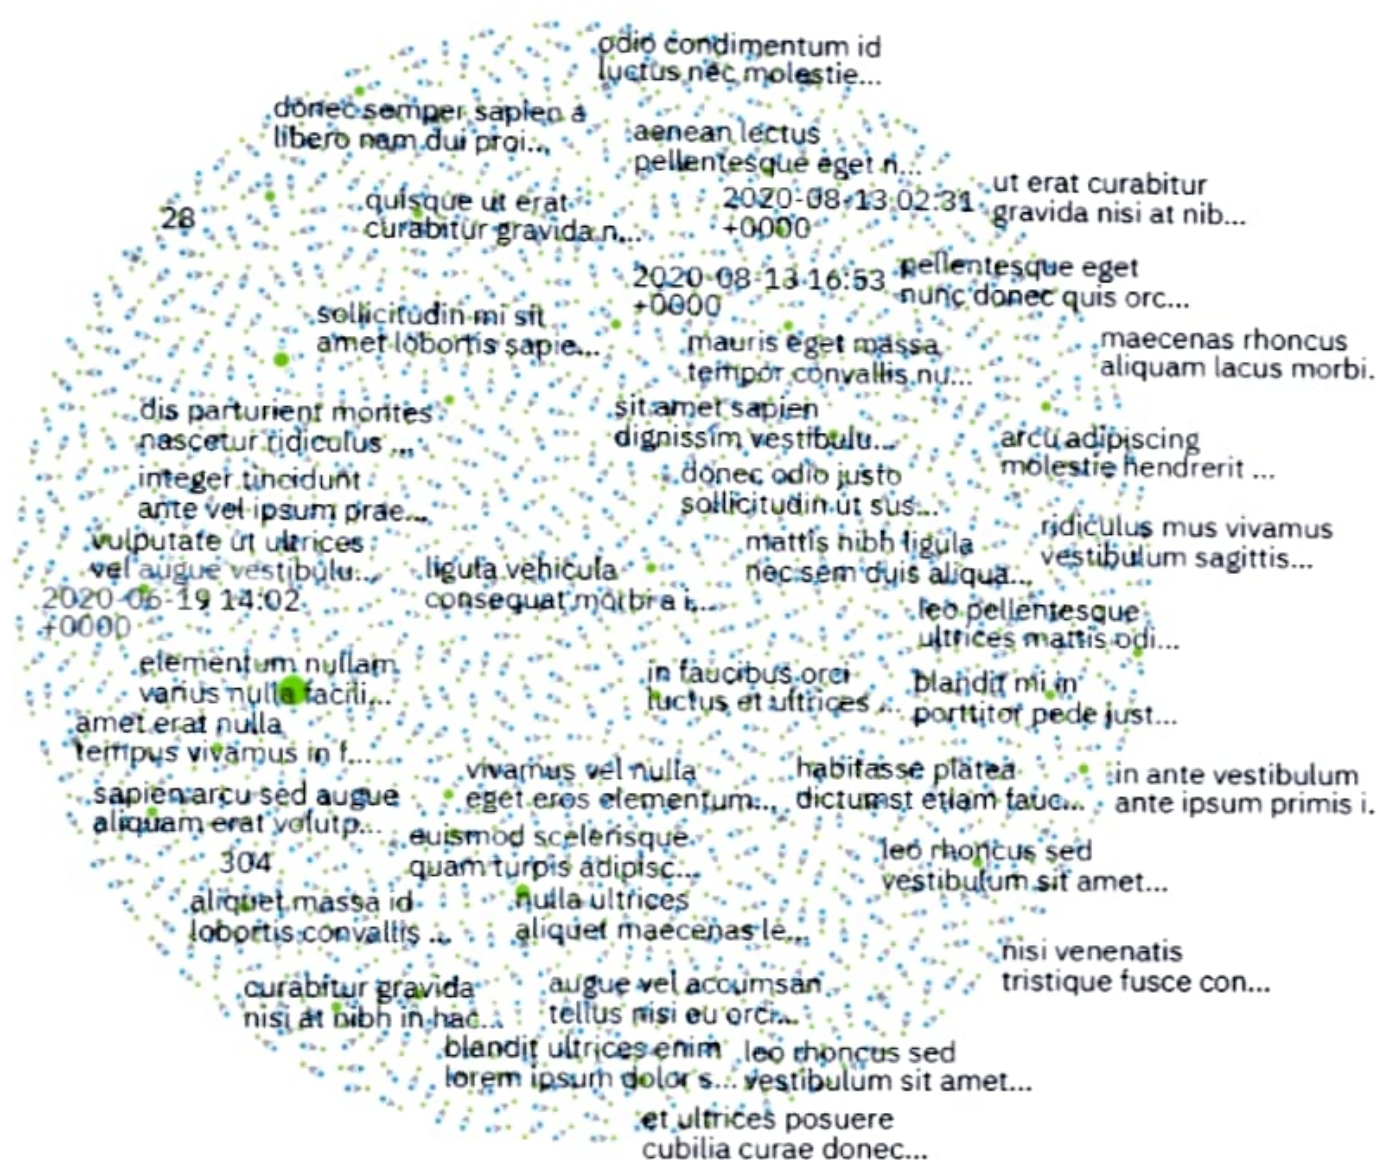 odio condimentum id
luctus nec molestie...
donec semper sapien a
libero nam dui proi...
aenean lectus
pellentesque eget n...
ut erat curabitur
gravida nisi at nib...
quisque ut erat
curabitur gravida n...
2020-08-13 02:31
+0000
28
2020-08-13 16:53
+0000
pellentesque eget
nunc donec quis orc...
sollicitudin mi sit
amet lobortis sapie...
mauris eget massa
tempor convallis nu...
maecenas rhoncus
aliquam lacus morbi.
dis parturient montes
nascetur ridiculus ...
sit amet sapien
dignissim vestibulu...
arcu adipiscing
molestie hendrerit ...
integer tincidunt
ante vel ipsum prae...
donec odio justo
sollicitudin ut sus...
vulputate ut ultrices
vel augue vestibulu...
ligula vehicula
consequat morbi a i...
mattis nibh ligula
nec sem duis aliqua...
ridiculus mus vivamus
vestibulum sagittis...
2020-06-19 14:02
+0000
leo pellentesque
ultrices mattis odi...
elementum nullam
varius nulla facili...
in faucibus orci
luctus et ultrices ...
blandit mi in
porttitor pede just...
amet erat nulla
tempus vivamus in f...
vivamus vel nulla
eget eros elementum...
habitasse platea
dictumst etiam fauc...
in ante vestibulum
ante ipsum primis i.
sapien arcu sed augue
aliquam erat volutp...
euismod scelerisque
quam turpis adipisc...
leo rhoncus sed
vestibulum sit amet...
304
aliquet massa id
lobortis convallis ...
nulla ultrices
aliquet maecenas le...
nisi venenatis
tristique fusce con...
curabitur gravida
nisi at nibh in hac...
augue vel accumsan
tellus nisi eu orci...
blandit ultrices enim
lorem ipsum dolor s...
leo rhoncus sed
vestibulum sit amet...
et ultrices posuere
cubilia curae donec...